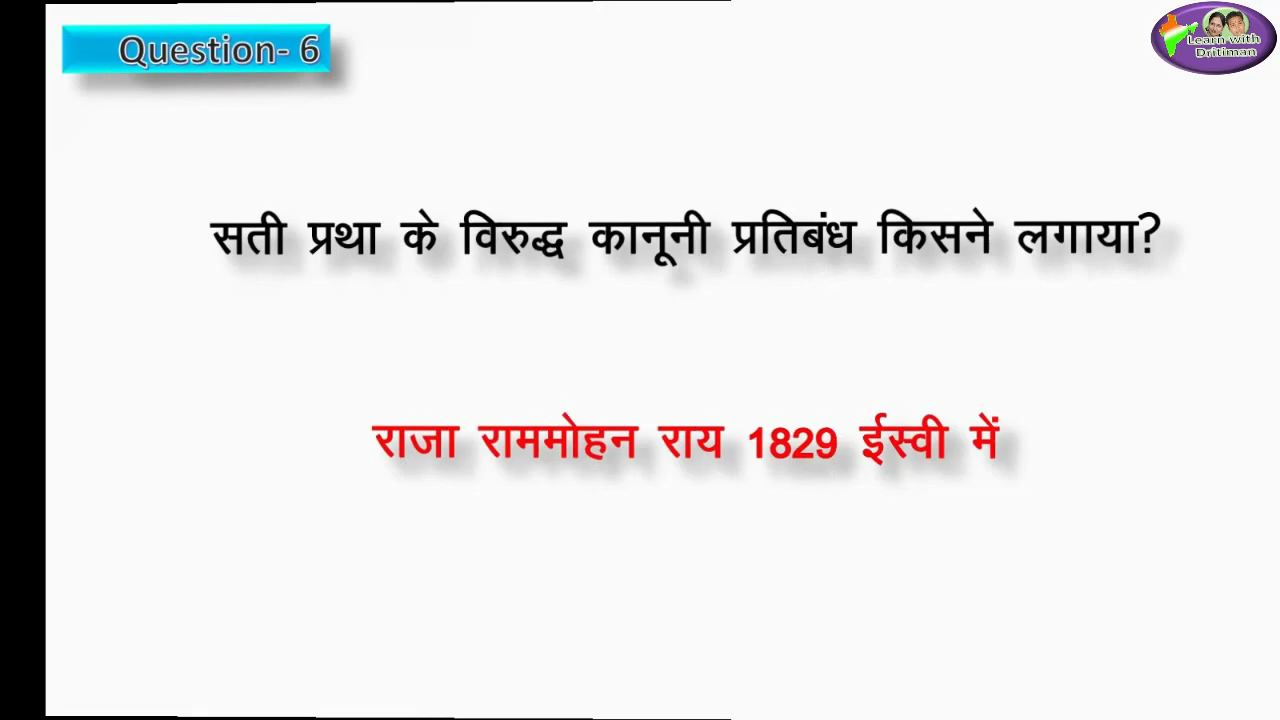 Question- 6
Learn with
Dritiman
सती प्रथा के विरुद्ध कानूनी प्रतिबंध किसने लगाया?
राजा राममोहन राय 1829 ईस्वी में